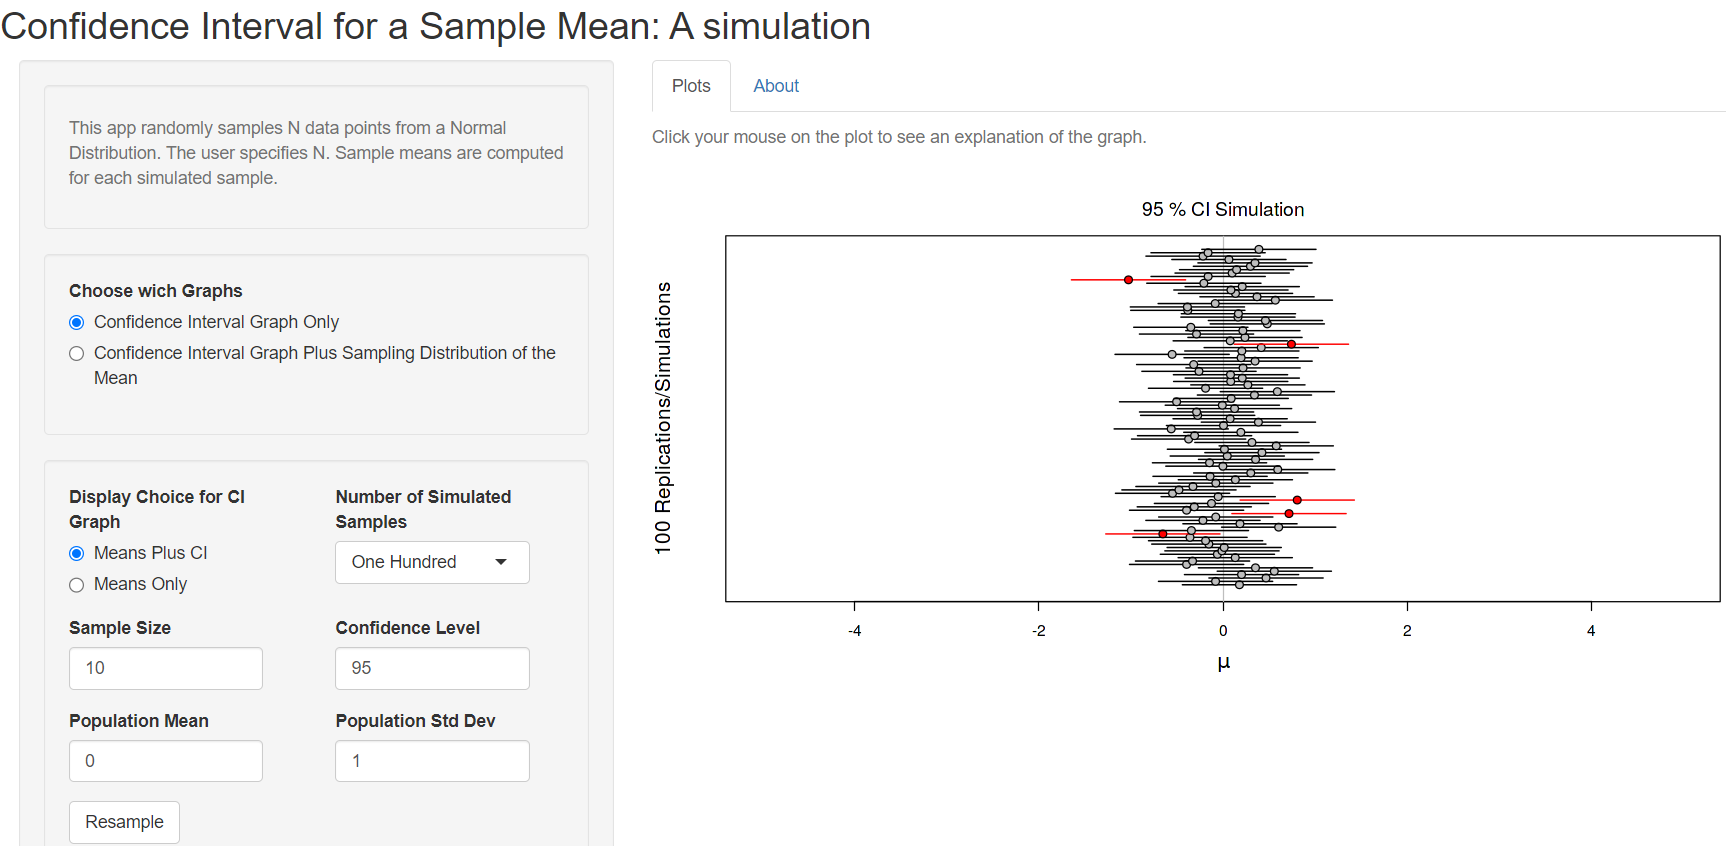 Confidence Interval for a Sample Mean: A simulation
This app randomly samples N data points from a Normal
Distribution. The user specifies N. Sample means are computed
for each simulated sample.
Choose wich Graphs
Confidence Interval Graph Only
Confidence Interval Graph Plus Sampling Distribution of the
Mean
Display Choice for CI
Graph
Means Plus CI
Means Only
Number of Simulated
Samples
One Hundred
Sample Size
10
Confidence Level
95
Population Mean
0
Population Std Dev
1
Resample
Plots
About
Click your mouse on the plot to see an explanation of the graph.
95 % CI Simulation
100 Replications/Simulations
-4 -2 0 2 4
μ